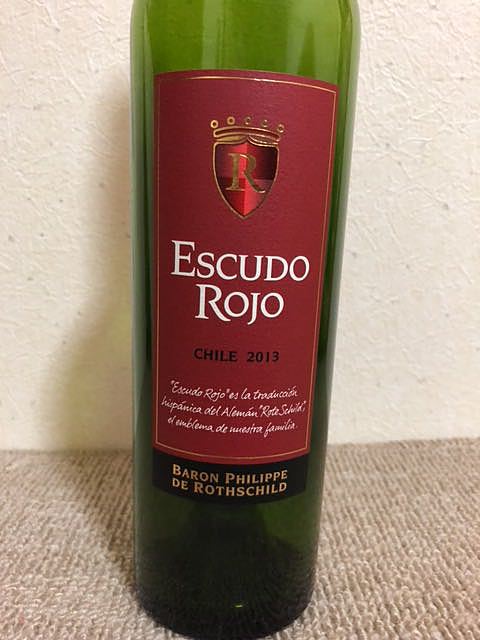 R
ESCUDO
ROJO
CHILE 2013
"Escudo Rojo" es la traducción
hispánica del Alemán "Rote Schild",
el emblema de nuestra familia.
BARON PHILIPPE
DE ROTHSCHILD